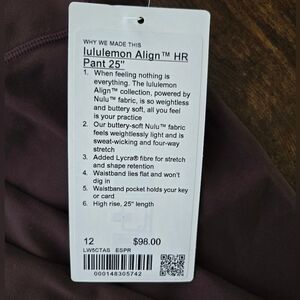 WHY WE MADE THIS
lululemon Align™ HR
Pant 25"
1. When feeling nothing is
everything. The lululemon
Align™ collection, powered by
Nulu™ fabric, is so weightless
and buttery soft, all you feel
is your practice
2. Our buttery-soft Nulu™ fabric
feels weightlessly light and is
sweat-wicking and four-way
stretch
3. Added Lycra® fibre for stretch
and shape retention
4. Waistband lies flat and won't
dig in
5. Waistband pocket holds your key
or card
6. High rise, 25" length
12 $98.00
LW5CTAS ESPR
000148305742